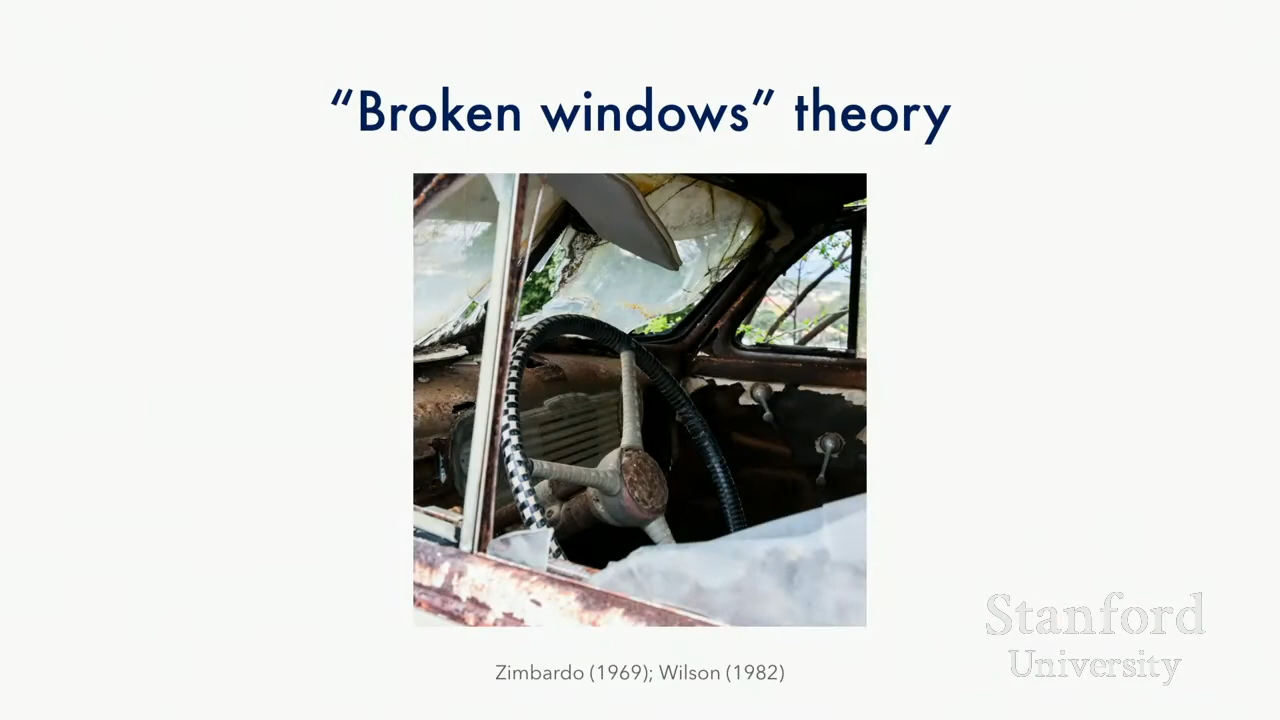 “Broken windows” theory
Zimbardo (1969); Wilson (1982)
Stanford
University